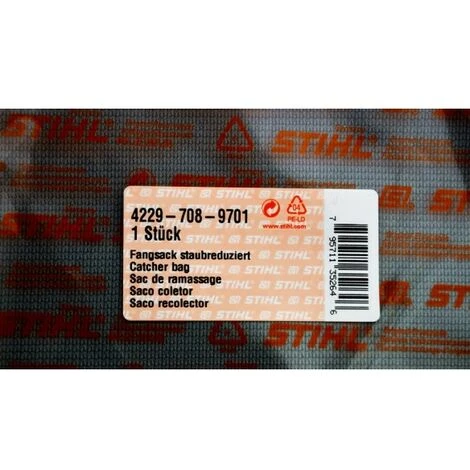 4229-708-9701
1 Stück
Fangsack staubreduziert
Catcher bag
Sac de ramassage
Saco coletor
Saco recolector
04
PE-LD
www.stihl.com
7 95711 35264 6
STIHL
STIHL
STIHL
STIHL
STIHL